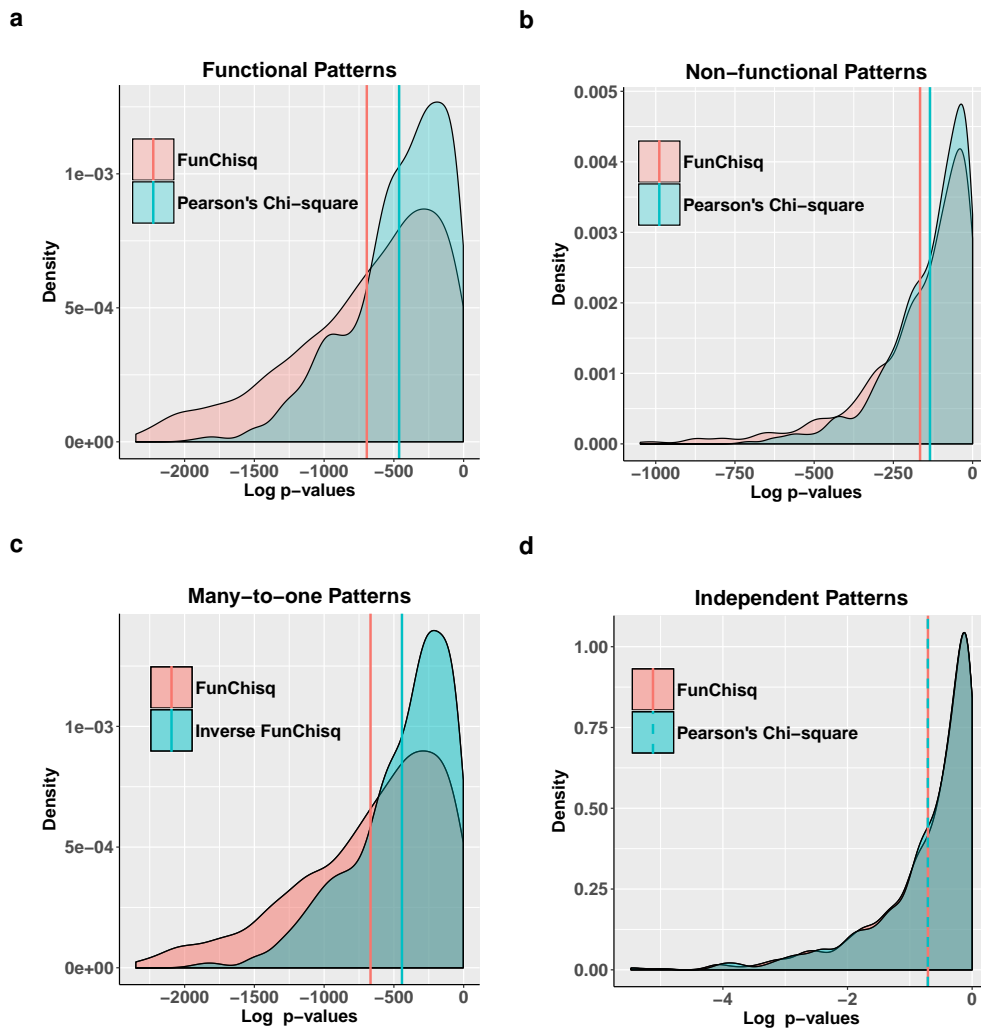 a
Functional Patterns
FunChisq
Pearson's Chi−square
1e−03
5e−04
0e+00
Density
−2000 −1500 −1000 −500 0
Log p−values
b
Non−functional Patterns
FunChisq
Pearson's Chi−square
0.005
0.004
0.003
0.002
0.001
0.000
Density
−1000 −750 −500 −250 0
Log p−values
c
Many−to−one Patterns
FunChisq
Inverse FunChisq
1e−03
5e−04
0e+00
Density
−2000 −1500 −1000 −500 0
Log p−values
d
Independent Patterns
FunChisq
Pearson's Chi−square
1.00
0.75
0.50
0.25
0.00
Density
−4 −2 0
Log p−values